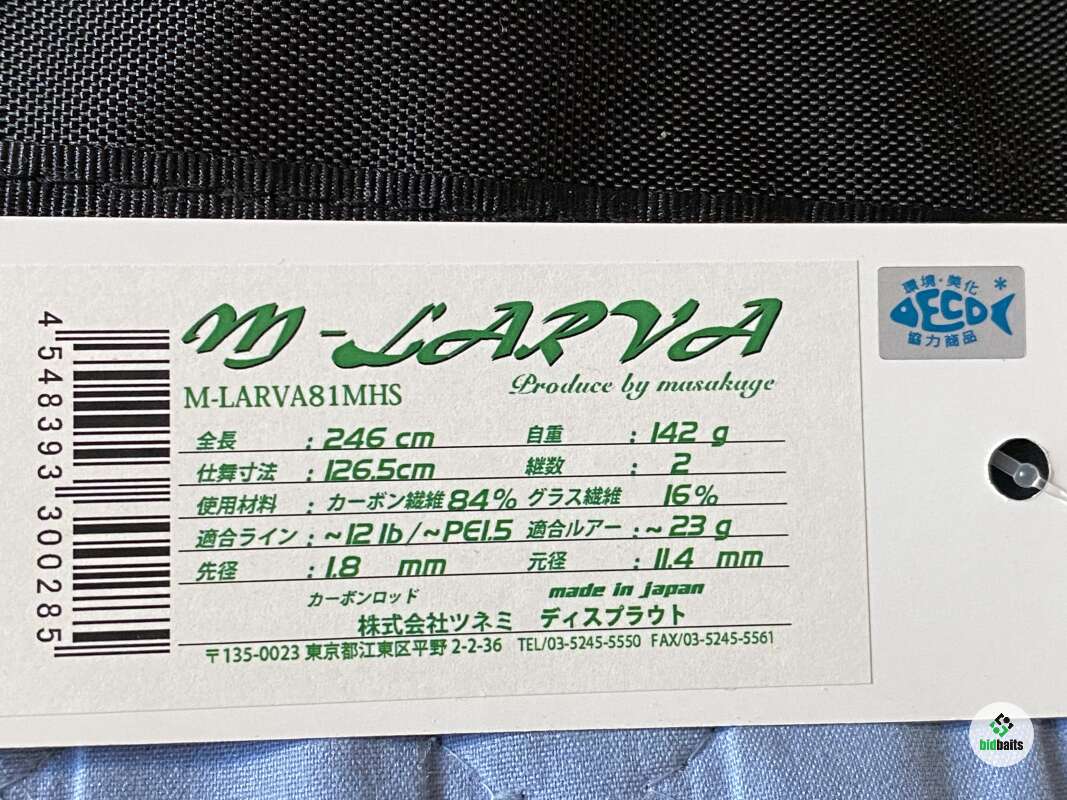 M-LARVA
Produce by masakage
M-LARVA81MHS
全長 : 246 cm 自重 : 142 g
仕舞寸法 : 126.5cm 継数 : 2
使用材料 : カーボン繊維 84% グラス繊維 16%
適合ライン : ~12 lb/~PE1.5 適合ルアー : ~ 23 g
先径 : 1.8 mm 元径 : 11.4 mm
カーボンロッド made in japan
株式会社ツネミ ディスプラウト
〒135-0023 東京都江東区平野 2-2-36 TEL/03-5245-5550 FAX/03-5245-5561
4 548393 300285
環境・美化
DECO
協力商品
bidbaits